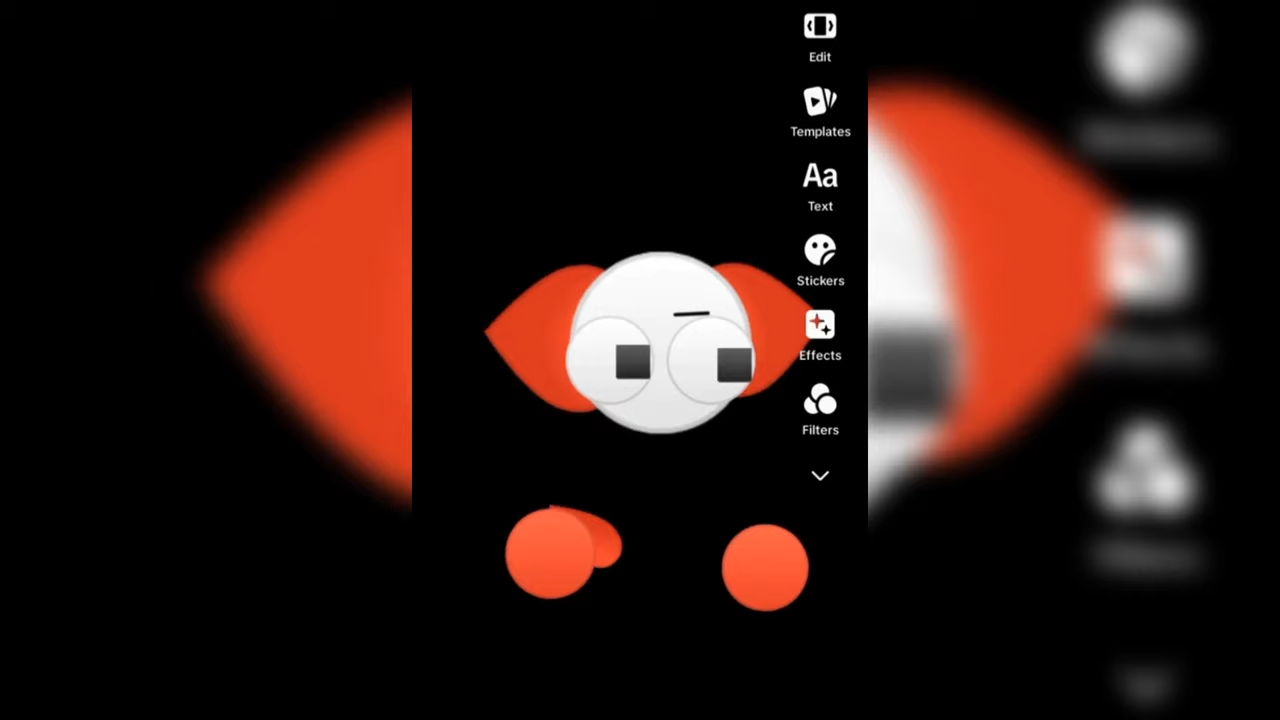 Edit
Templates
Aa
Text
Stickers
Effects
Filters